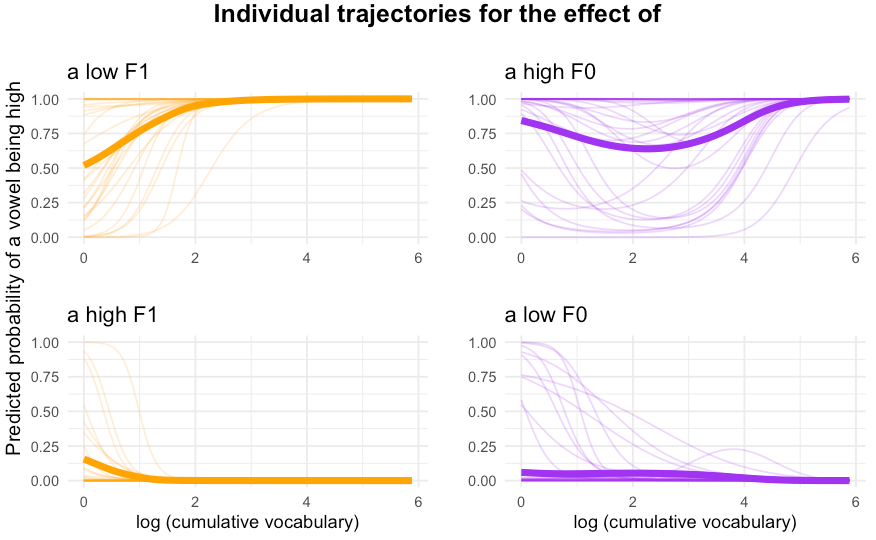 Individual trajectories for the effect of
Predicted probability of a vowel being high
a low F1
1.00
0.75
0.50
0.25
0.00
0 2 4 6
a high F0
1.00
0.75
0.50
0.25
0.00
0 2 4 6
a high F1
1.00
0.75
0.50
0.25
0.00
0 2 4 6
log (cumulative vocabulary)
a low F0
1.00
0.75
0.50
0.25
0.00
0 2 4 6
log (cumulative vocabulary)